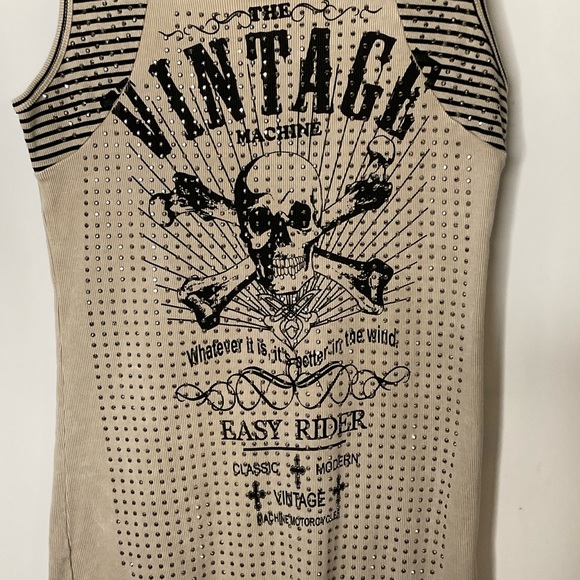 THE
VINTAGE
MACHINE
"Whatever it is, it's better in the wind.
EASY RIDER
CLASSIC MODERN
VINTAGE
MACHINE MOTORCYCLES